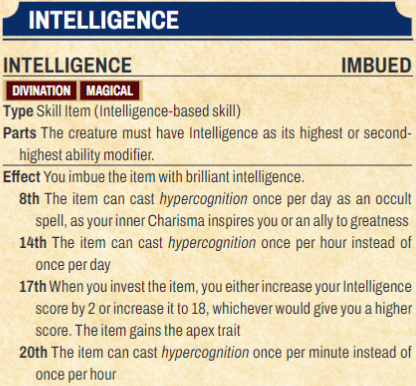 INTELLIGENCE
INTELLIGENCE IMBUED
DIVINATION MAGICAL
Type Skill Item (Intelligence-based skill)
Parts The creature must have Intelligence as its highest or second-
highest ability modifier.
Effect You imbue the item with brilliant intelligence.
8th The item can cast hypercognition once per day as an occult
spell, as your inner Charisma inspires you or an ally to greatness
14th The item can cast hypercognition once per hour instead of
once per day
17th When you invest the item, you either increase your Intelligence
score by 2 or increase it to 18, whichever would give you a higher
score. The item gains the apex trait
20th The item can cast hypercognition once per minute instead of
once per hour